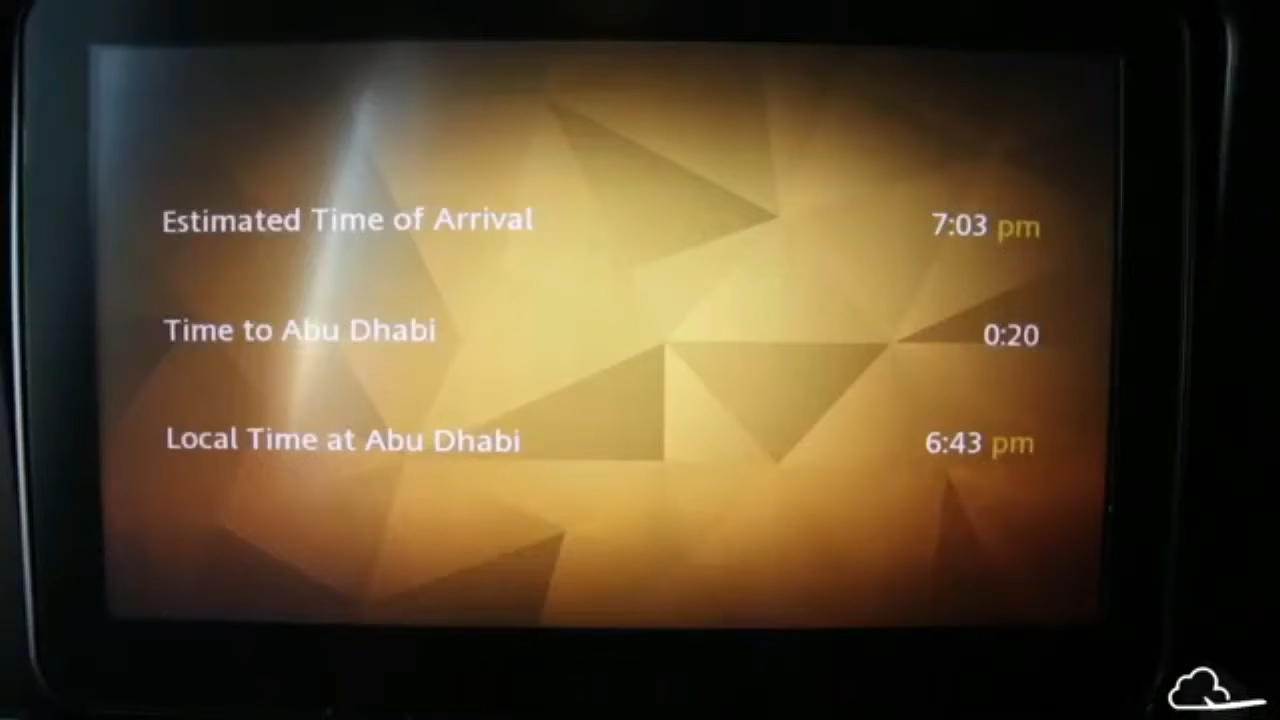 Estimated Time of Arrival 7:03 pm
Time to Abu Dhabi 0:20
Local Time at Abu Dhabi 6:43 pm